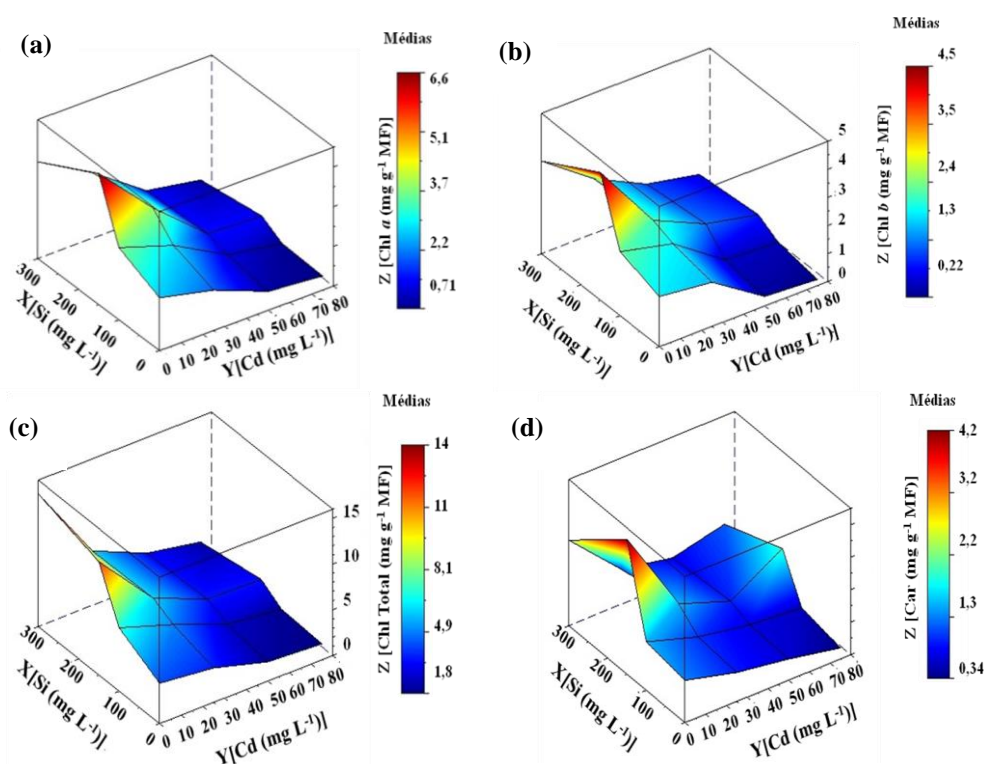 (a)
Médias
6,6
5,1
3,7
2,2
0,71
Z [Chl a (mg g⁻¹ MF)]
300
200
100
0
X[Si (mg L⁻¹)]
0 10 20 30 40 50 60 70 80
Y[Cd (mg L⁻¹)]
(b)
Médias
4,5
3,5
2,4
1,3
0,22
5
4
3
2
1
0
Z [Chl b (mg g⁻¹ MF)]
300
200
100
0
X[Si (mg L⁻¹)]
0 10 20 30 40 50 60 70 80
Y[Cd (mg L⁻¹)]
(c)
Médias
14
11
8,1
4,9
1,8
15
10
5
0
Z [Chl Total (mg g⁻¹ MF)]
300
200
100
0
X[Si (mg L⁻¹)]
0 10 20 30 40 50 60 70 80
Y[Cd (mg L⁻¹)]
(d)
Médias
4,2
3,2
2,2
1,3
0,34
Z [Car (mg g⁻¹ MF)]
300
200
100
0
X[Si (mg L⁻¹)]
0 10 20 30 40 50 60 70 80
Y[Cd (mg L⁻¹)]